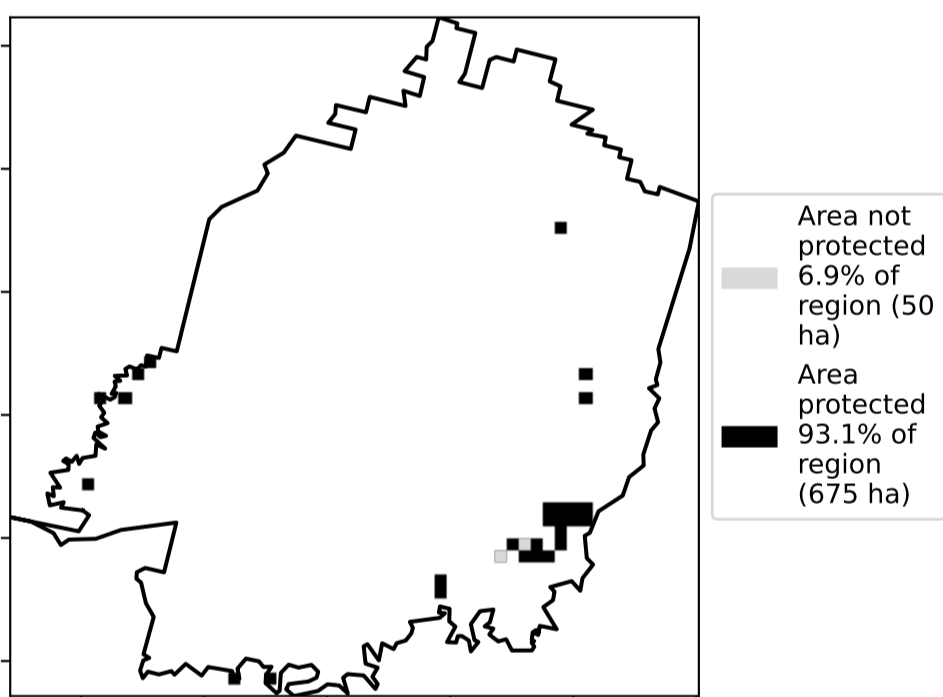 Area not
protected
6.9% of
region (50
ha)
Area
protected
93.1% of
region
(675 ha)